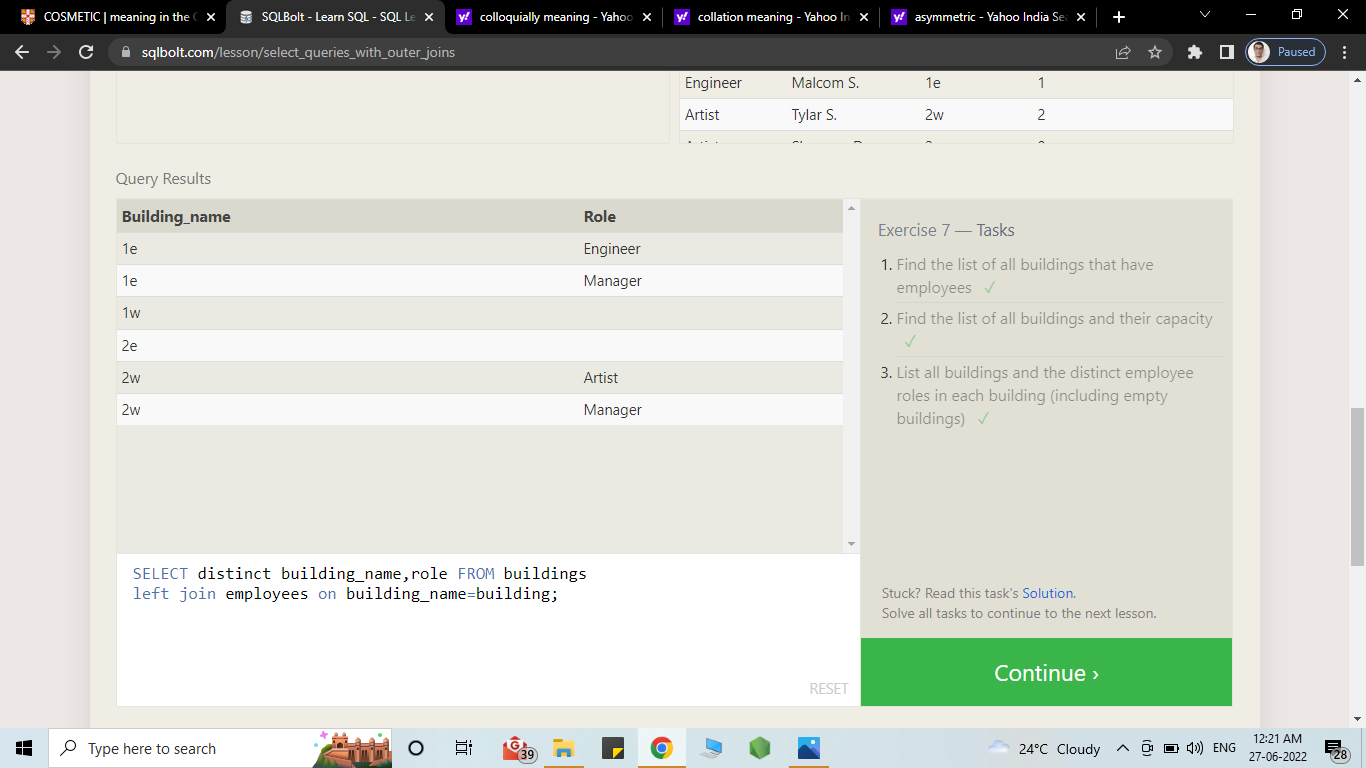 COSMETIC | meaning in the C
SQLBolt - Learn SQL - SQL Le
colloquially meaning - Yahoo
collation meaning - Yahoo In
asymmetric - Yahoo India Sea
sqlbolt.com/lesson/select_queries_with_outer_joins
Paused
Engineer Malcom S. 1e 1
Artist Tylar S. 2w 2
Query Results
Building_name Role
1e Engineer
1e Manager
1w
2e
2w Artist
2w Manager
Exercise 7 — Tasks
1. Find the list of all buildings that have
employees ✓
2. Find the list of all buildings and their capacity
✓
3. List all buildings and the distinct employee
roles in each building (including empty
buildings) ✓
SELECT distinct building_name,role FROM buildings
left join employees on building_name=building;
RESET
Stuck? Read this task's Solution.
Solve all tasks to continue to the next lesson.
Continue ›
Type here to search
39
24°C Cloudy
ENG
12:21 AM
27-06-2022
28